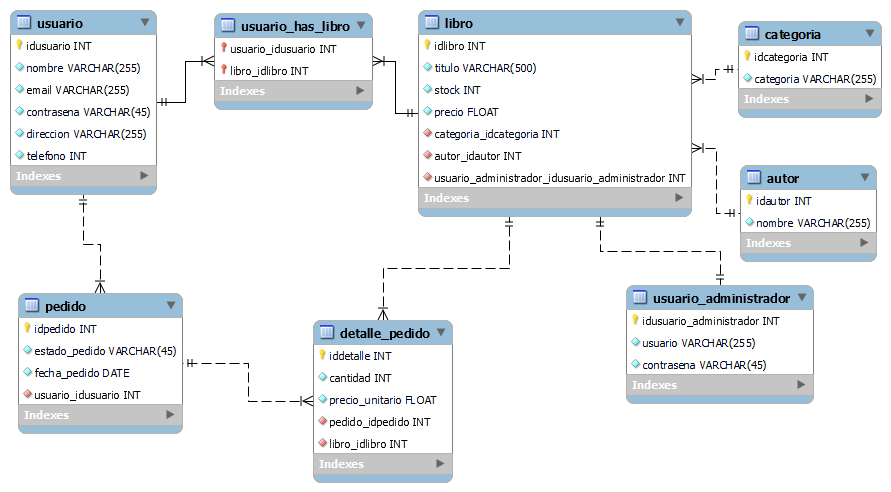 usuario
idusuario INT
nombre VARCHAR(255)
email VARCHAR(255)
contrasena VARCHAR(45)
direccion VARCHAR(255)
telefono INT
Indexes
usuario_has_libro
usuario_idusuario INT
libro_idlibro INT
Indexes
libro
idlibro INT
titulo VARCHAR(500)
stock INT
precio FLOAT
categoria_idcategoria INT
autor_idautor INT
usuario_administrador_idusuario_administrador INT
Indexes
categoria
idcategoria INT
categoria VARCHAR(255)
Indexes
autor
idautor INT
nombre VARCHAR(255)
Indexes
pedido
idpedido INT
estado_pedido VARCHAR(45)
fecha_pedido DATE
usuario_idusuario INT
Indexes
detalle_pedido
iddetalle INT
cantidad INT
precio_unitario FLOAT
pedido_idpedido INT
libro_idlibro INT
Indexes
usuario_administrador
idusuario_administrador INT
usuario VARCHAR(255)
contrasena VARCHAR(45)
Indexes